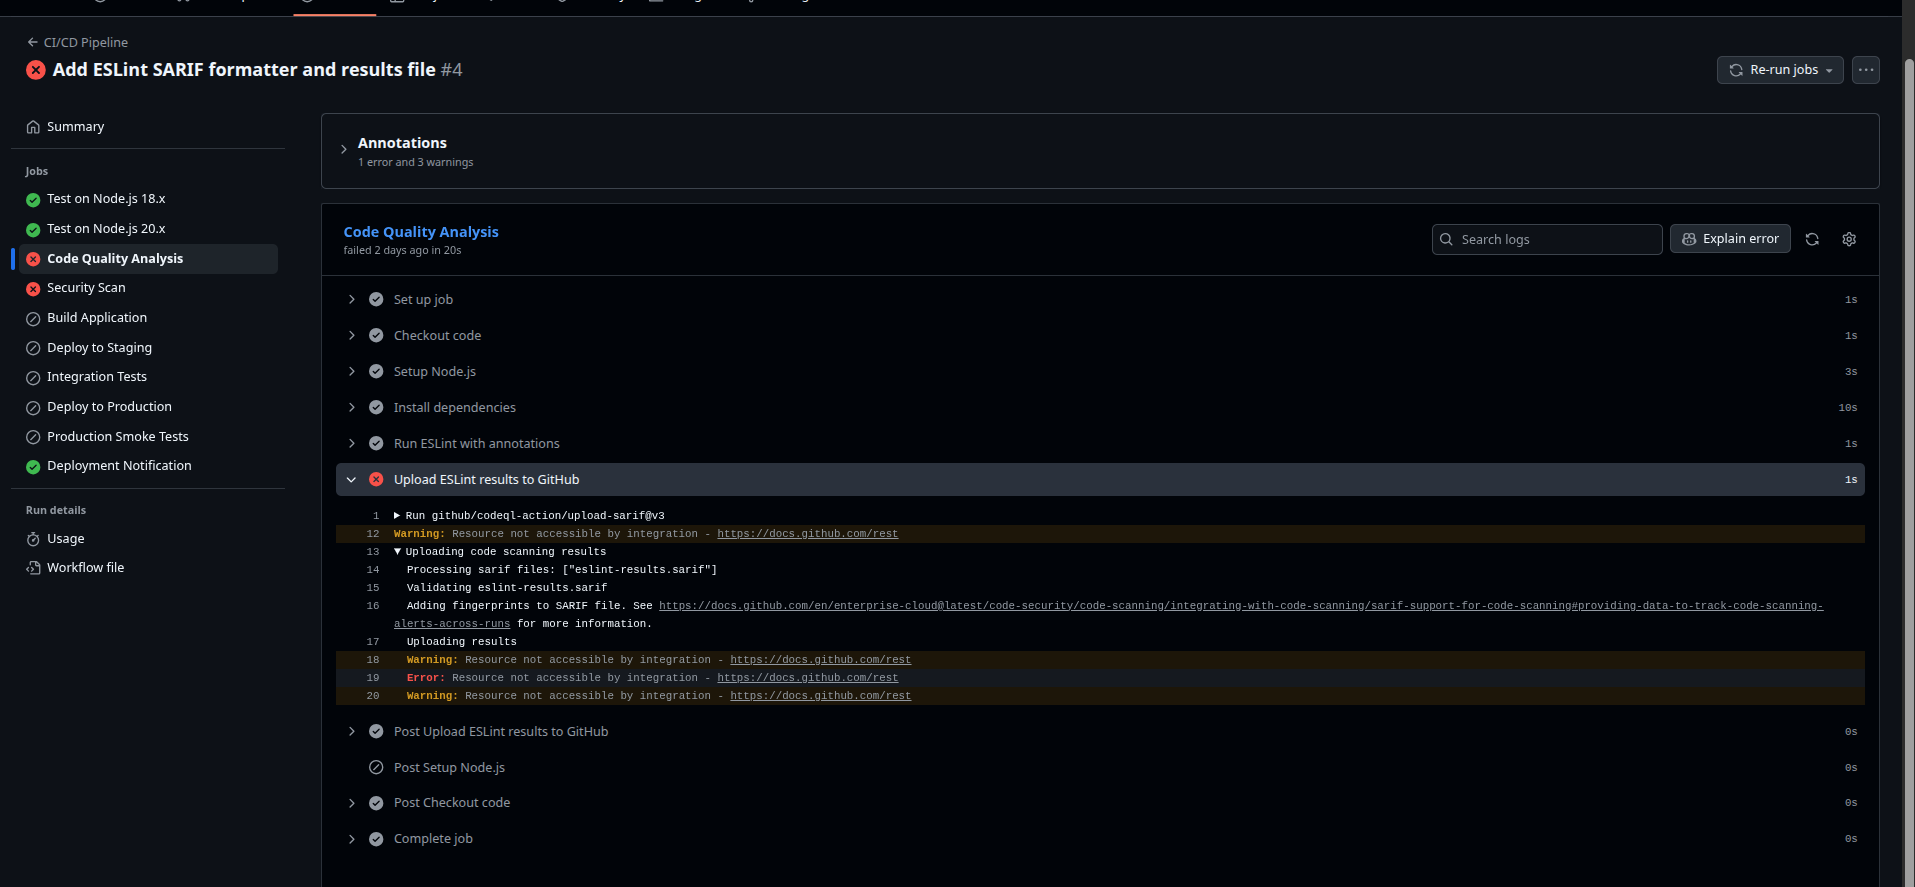 CI/CD Pipeline
Add ESLint SARIF formatter and results file #4
Re-run jobs
Summary
Jobs
Test on Node.js 18.x
Test on Node.js 20.x
Code Quality Analysis
Security Scan
Build Application
Deploy to Staging
Integration Tests
Deploy to Production
Production Smoke Tests
Deployment Notification
Run details
Usage
Workflow file
Annotations
1 error and 3 warnings
Code Quality Analysis
failed 2 days ago in 20s
Search logs
Explain error
Set up job 1s
Checkout code 1s
Setup Node.js 3s
Install dependencies 10s
Run ESLint with annotations 1s
Upload ESLint results to GitHub 1s
1 Run github/codeql-action/upload-sarif@v3
12 Warning: Resource not accessible by integration - https://docs.github.com/rest
13 Uploading code scanning results
14 Processing sarif files: ["eslint-results.sarif"]
15 Validating eslint-results.sarif
16 Adding fingerprints to SARIF file. See https://docs.github.com/en/enterprise-cloud@latest/code-security/code-scanning/integrating-with-code-scanning/sarif-support-for-code-scanning#providing-data-to-track-code-scanning-
alerts-across-runs for more information.
17 Uploading results
18 Warning: Resource not accessible by integration - https://docs.github.com/rest
19 Error: Resource not accessible by integration - https://docs.github.com/rest
20 Warning: Resource not accessible by integration - https://docs.github.com/rest
Post Upload ESLint results to GitHub 0s
Post Setup Node.js 0s
Post Checkout code 0s
Complete job 0s